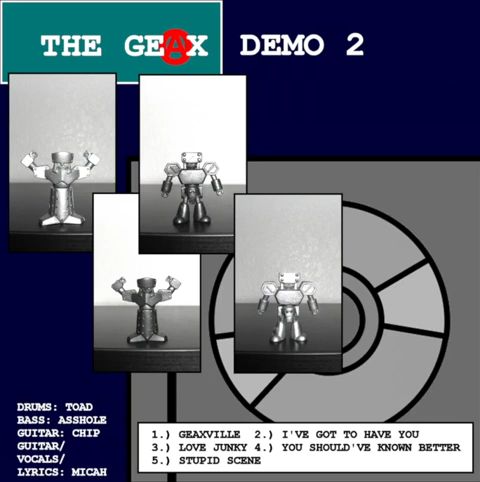 THE GEAX DEMO 2
DRUMS: TOAD
BASS: ASSHOLE
GUITAR: CHIP
GUITAR/
VOCALS/
LYRICS: MICAH
1.) GEAXVILLE 2.) I'VE GOT TO HAVE YOU
3.) LOVE JUNKY 4.) YOU SHOULD'VE KNOWN BETTER
5.) STUPID SCENE